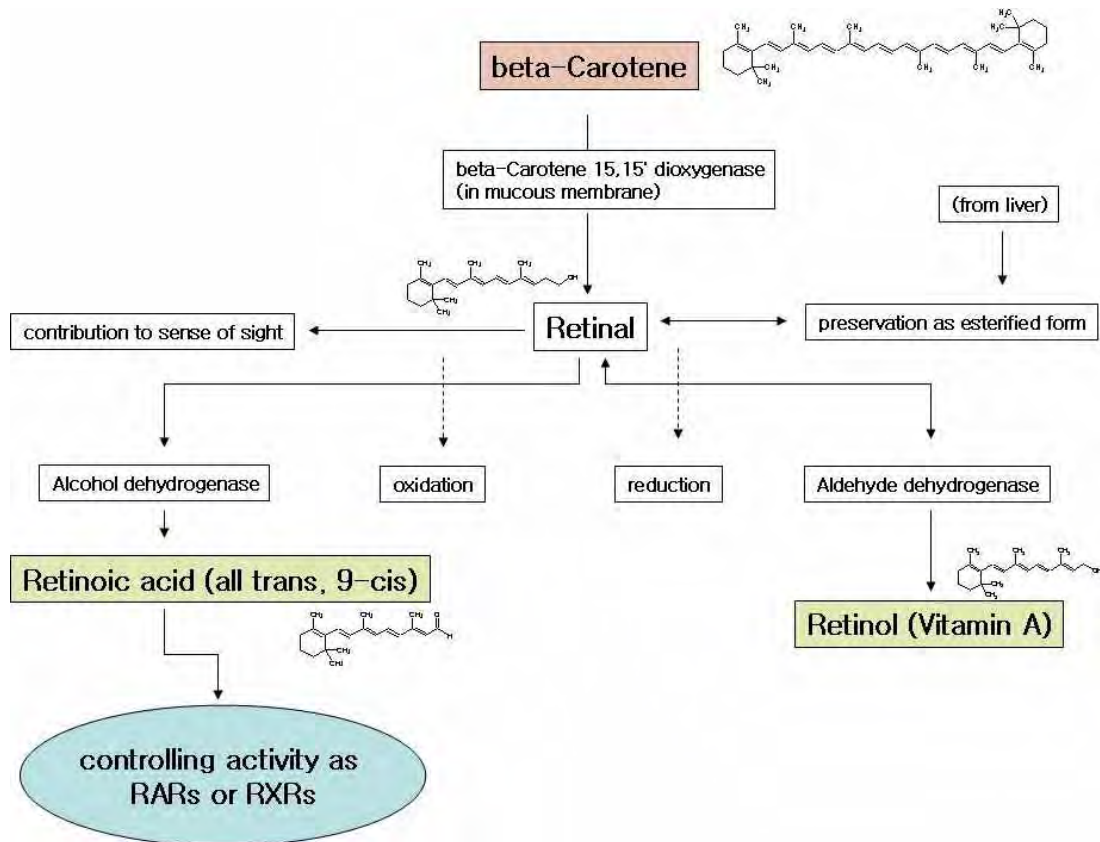 beta-Carotene
beta-Carotene 15,15' dioxygenase
(in mucous membrane)
(from liver)
contribution to sense of sight
Retinal
preservation as esterified form
Alcohol dehydrogenase
oxidation
reduction
Aldehyde dehydrogenase
Retinoic acid (all trans, 9-cis)
Retinol (Vitamin A)
controlling activity as
RARs or RXRs